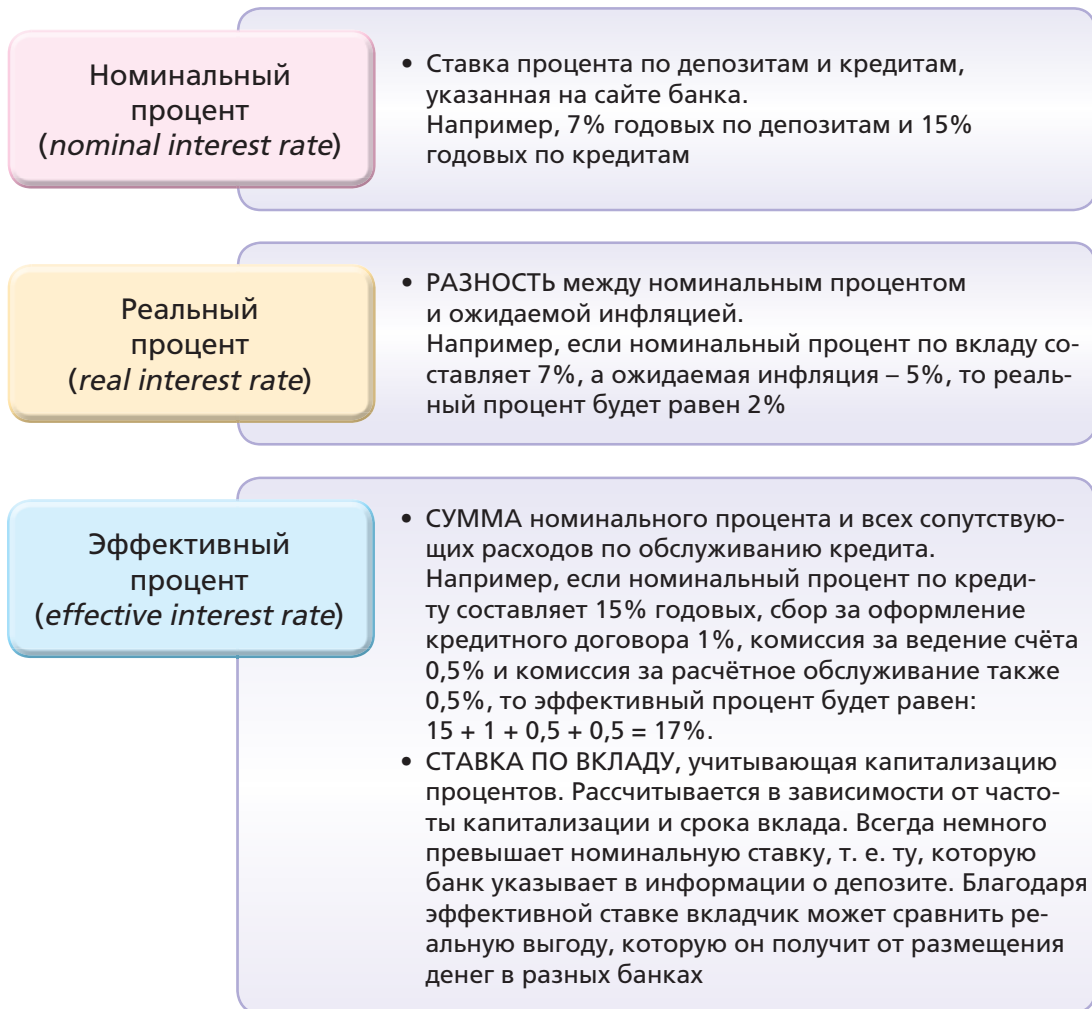 Номинальный
процент
(nominal interest rate)
• Ставка процента по депозитам и кредитам,
указанная на сайте банка.
Например, 7% годовых по депозитам и 15%
годовых по кредитам
Реальный
процент
(real interest rate)
• РАЗНОСТЬ между номинальным процентом
и ожидаемой инфляцией.
Например, если номинальный процент по вкладу со-
ставляет 7%, а ожидаемая инфляция – 5%, то реаль-
ный процент будет равен 2%
Эффективный
процент
(effective interest rate)
• СУММА номинального процента и всех сопутствую-
щих расходов по обслуживанию кредита.
Например, если номинальный процент по креди-
ту составляет 15% годовых, сбор за оформление
кредитного договора 1%, комиссия за ведение счёта
0,5% и комиссия за расчётное обслуживание также
0,5%, то эффективный процент будет равен:
15 + 1 + 0,5 + 0,5 = 17%.
• СТАВКА ПО ВКЛАДУ, учитывающая капитализацию
процентов. Рассчитывается в зависимости от часто-
ты капитализации и срока вклада. Всегда немного
превышает номинальную ставку, т. е. ту, которую
банк указывает в информации о депозите. Благодаря
эффективной ставке вкладчик может сравнить ре-
альную выгоду, которую он получит от размещения
денег в разных банках